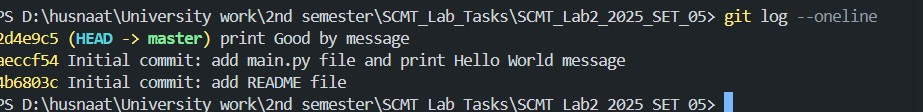 PS D:\husnaat\University work\2nd semester\SCMT_Lab_Tasks\SCMT_Lab2_2025_SET_05> git log --oneline
2d4e9c5 (HEAD -> master) print Good by message
aeccf54 Initial commit: add main.py file and print Hello World message
4b6803c Initial commit: add README file
PS D:\husnaat\University work\2nd semester\SCMT_Lab_Tasks\SCMT_Lab2_2025_SET_05>